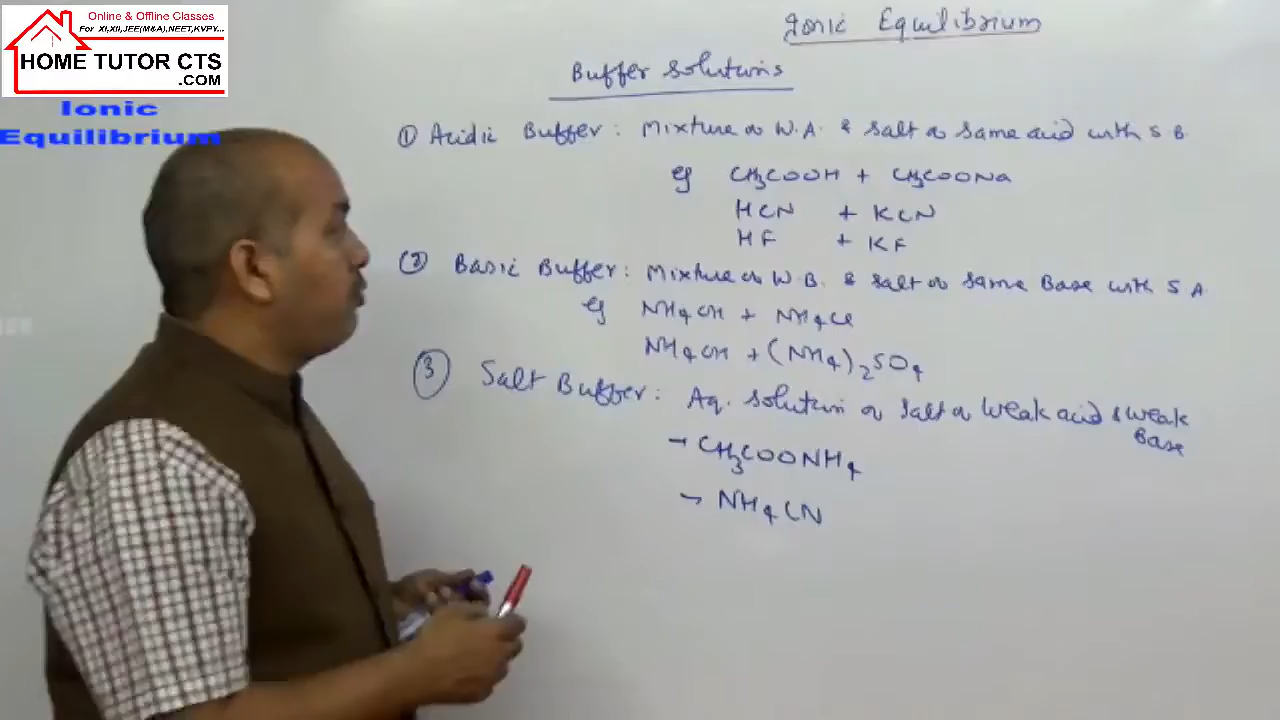 Online & Offline Classes
For XI,XII,JEE(M&A),NEET,KVPY...
HOME TUTOR CTS
.COM
Ionic
Equilibrium
Ionic Equilibrium
Buffer Solutions
① Acidic Buffer: Mixture of W.A. & Salt of Same acid with S.B.
eg CH3COOH + CH3COONa
HCN + KCN
HF + KF
② Basic Buffer: Mixture of W.B. & Salt of Same Base with S.A.
eg NH4OH + NH4Cl
NH4OH + (NH4)2SO4
③ Salt Buffer: Aq. Solution of Salt of Weak acid & Weak
Base
→ CH3COONH4
→ NH4CN